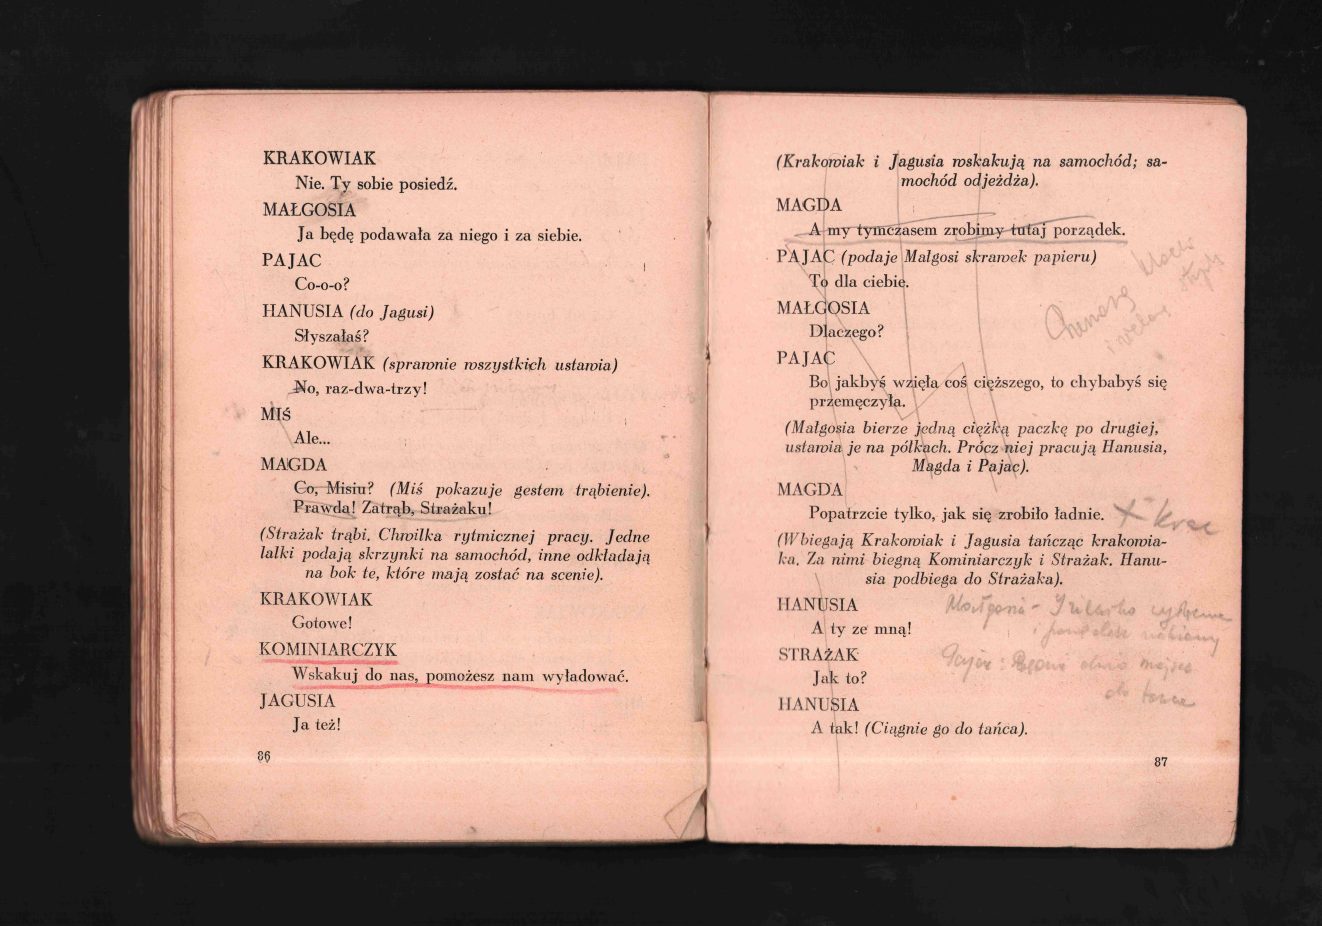 KRAKOWIAK
Nie. Ty sobie posiedź.
MAŁGOSIA
Ja będę podawała za niego i za siebie.
PAJAC
Co-o-o?
HANUSIA (do Jagusi)
Słyszałaś?
KRAKOWIAK (sprawnie wszystkich ustawia)
No, raz-dwa-trzy!
MIŚ
Ale...
MAGDA
Co, Misiu? (Miś pokazuje gestem trąbienie).
Prawda! Zatrąb, Strażaku!
(Strażak trąbi. Chwilka rytmicznej pracy. Jedne
lalki podają skrzynki na samochód, inne odkładają
na bok te, które mają zostać na scenie).
KRAKOWIAK
Gotowe!
KOMINIARCZYK
Wskakuj do nas, pomożesz nam wyładować.
JAGUSIA
Ja też!
86
(Krakowiak i Jagusia wskakują na samochód; sa-
mochód odjeżdża).
MAGDA
A my tymczasem zrobimy tutaj porządek.
PAJAC (podaje Małgosi skrawek papieru)
To dla ciebie.
MAŁGOSIA
Dlaczego?
PAJAC
Bo jakbyś wzięła coś cięższego, to chybabyś się
przemęczyła.
(Małgosia bierze jedną ciężką paczkę po drugiej,
ustawia je na półkach. Prócz niej pracują Hanusia,
Magda i Pajac).
MAGDA
Popatrzcie tylko, jak się zrobiło ładnie.
(Wbiegają Krakowiak i Jagusia tańcząc krakowia-
ka. Za nimi biegną Kominiarczyk i Strażak. Hanu-
sia podbiega do Strażaka).
HANUSIA
A ty ze mną!
STRAŻAK
Jak to?
HANUSIA
A tak! (Ciągnie go do tańca).
87